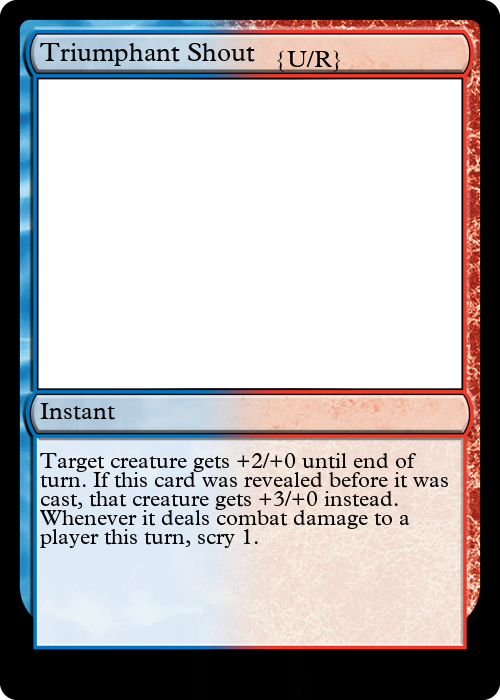 Triumphant Shout {U/R}
Instant
Target creature gets +2/+0 until end of
turn. If this card was revealed before it was
cast, that creature gets +3/+0 instead.
Whenever it deals combat damage to a
player this turn, scry 1.